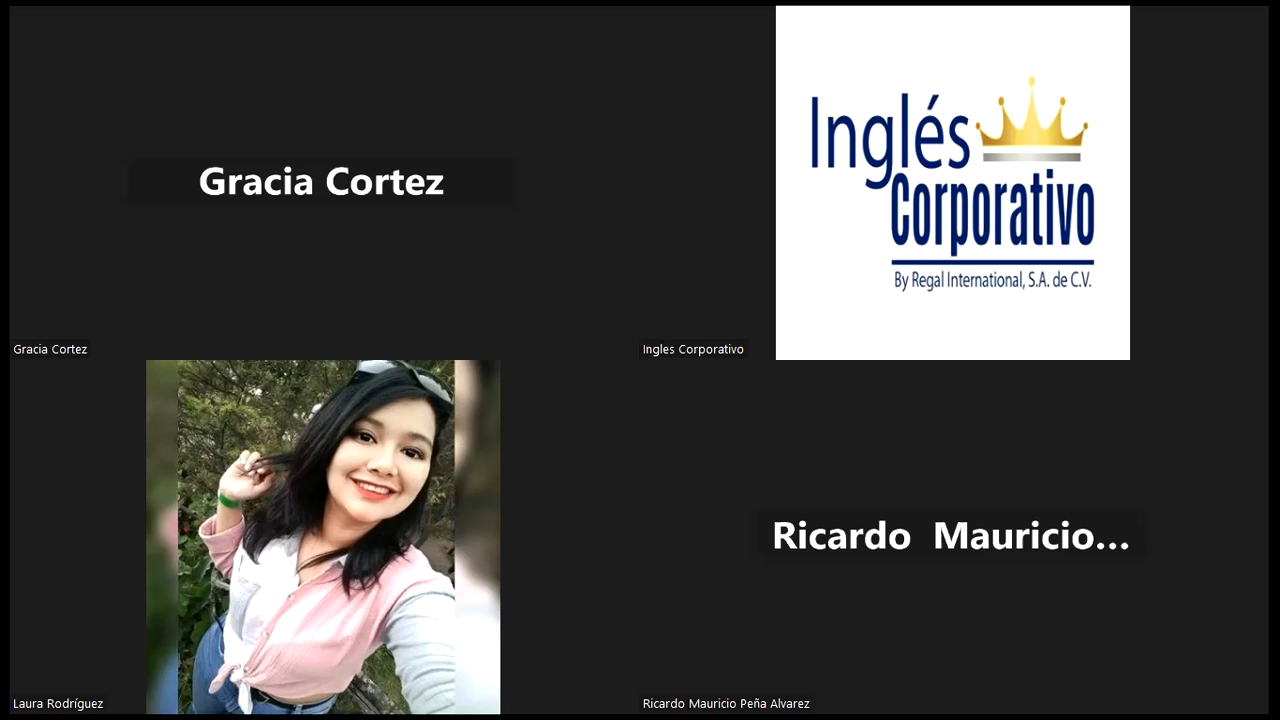 Gracia Cortez
Gracia Cortez
Inglés
Corporativo
By Regal International, S.A. de C.V.
Ingles Corporativo
Laura Rodríguez
Ricardo  Mauricio...
Ricardo Mauricio Peña Alvarez